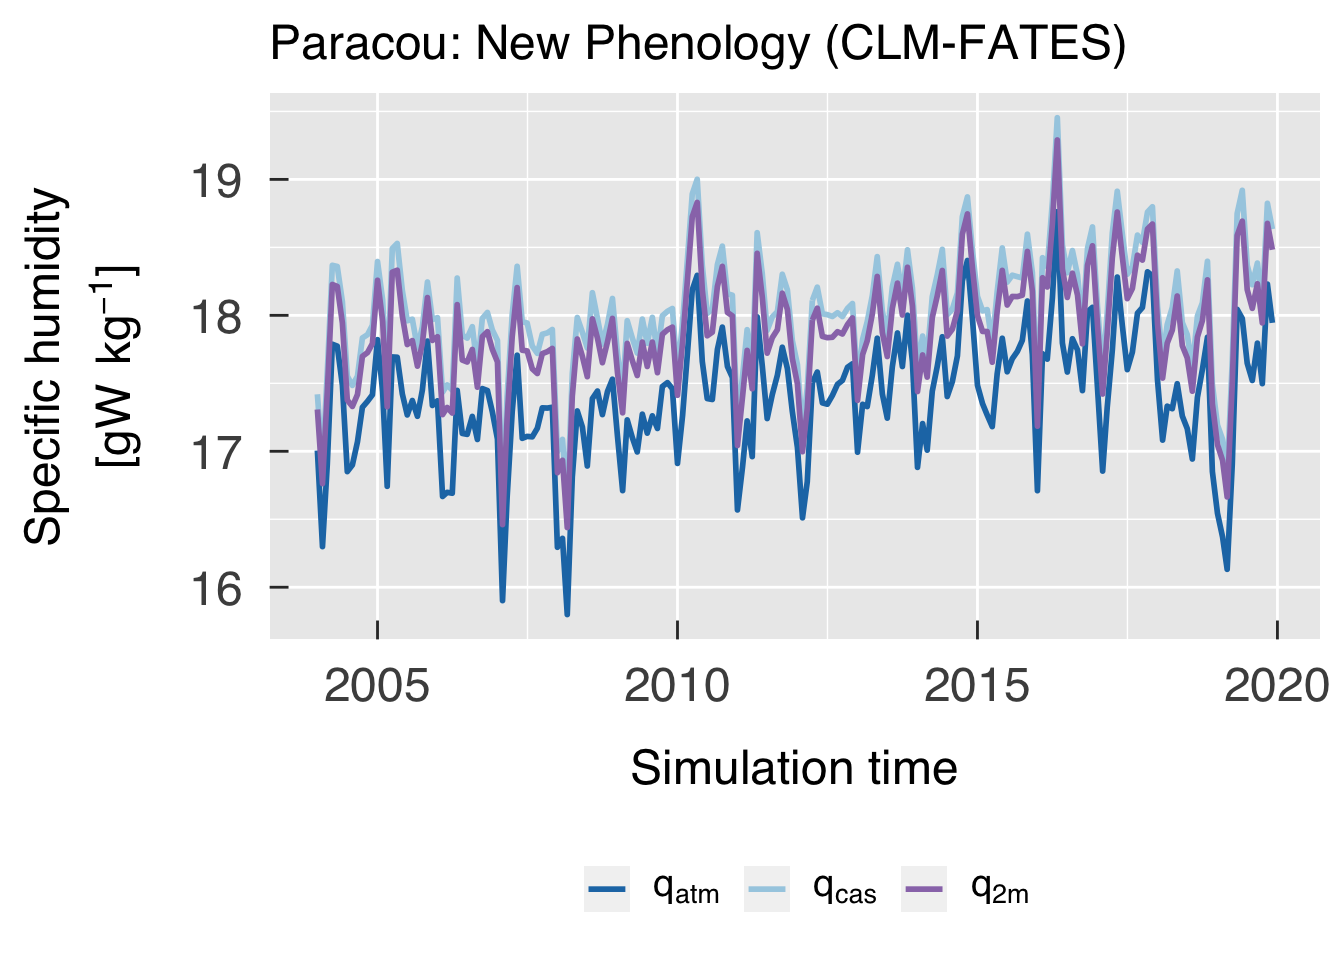 Paracou: New Phenology (CLM-FATES)
Specific humidity
[gW kg⁻¹]
19
18
17
16
2005 2010 2015 2020
Simulation time
qatm qcas q2m